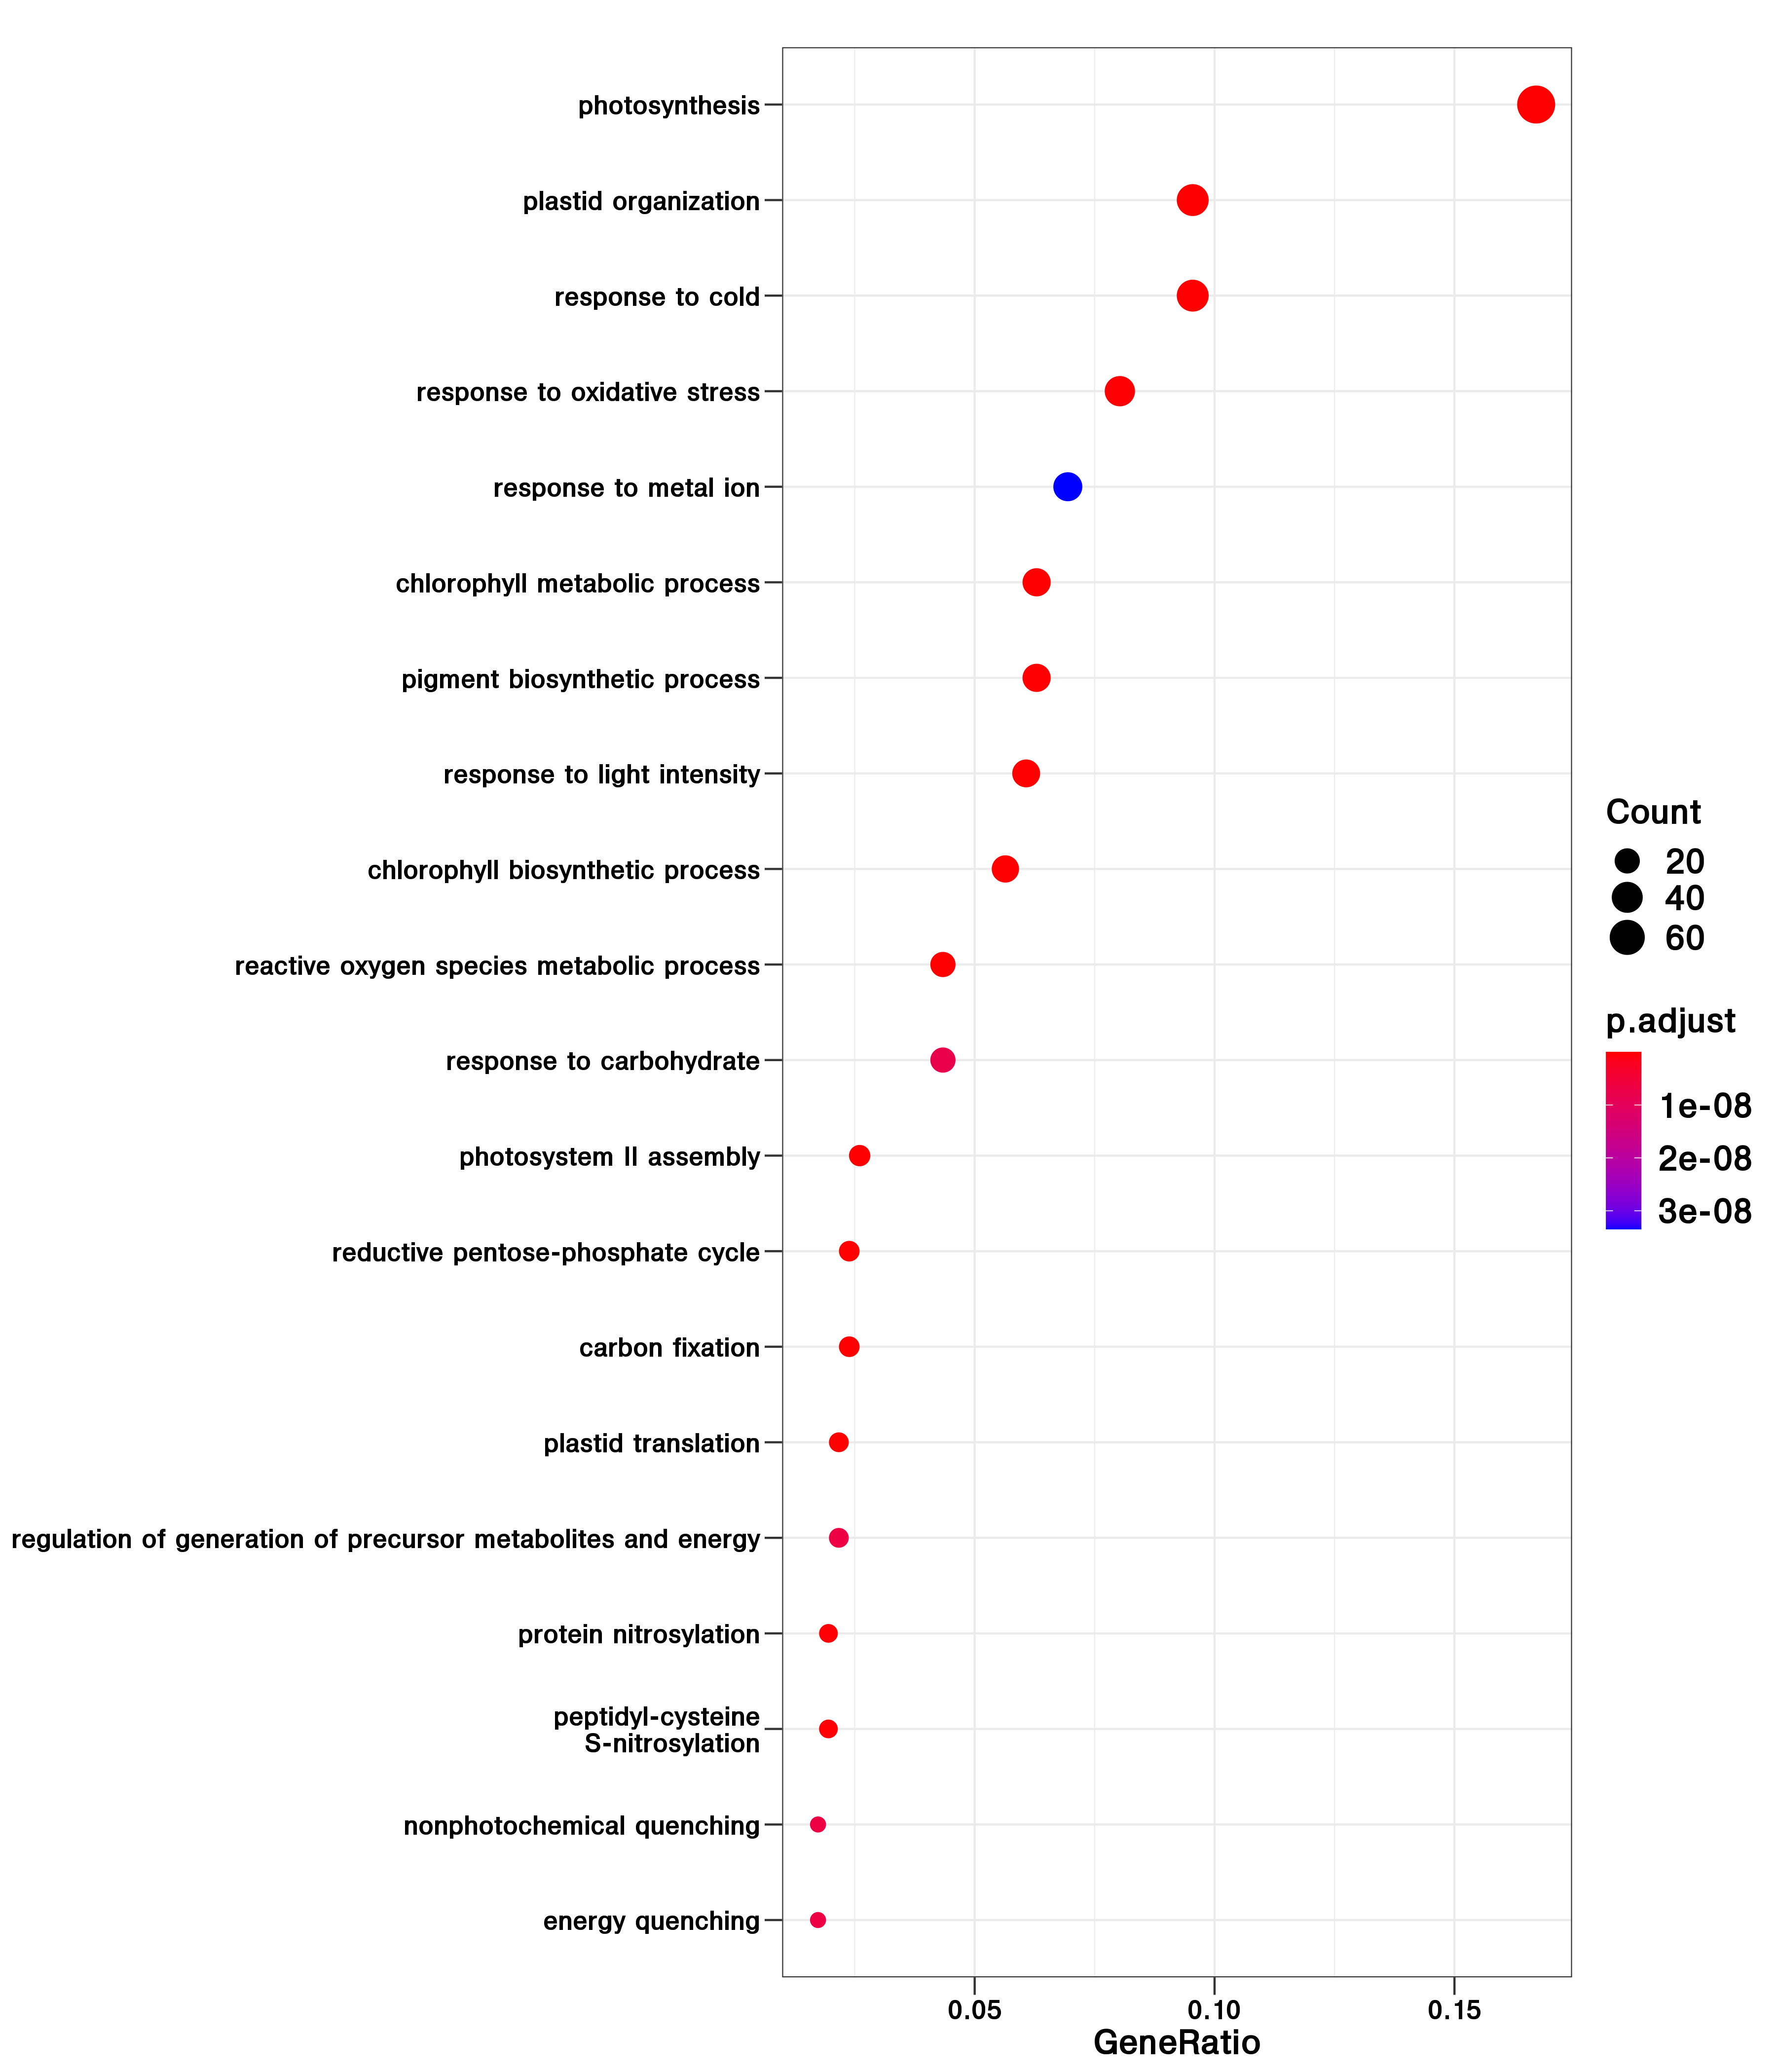 photosynthesis
plastid organization
response to cold
response to oxidative stress
response to metal ion
chlorophyll metabolic process
pigment biosynthetic process
response to light intensity
chlorophyll biosynthetic process
reactive oxygen species metabolic process
response to carbohydrate
photosystem II assembly
reductive pentose-phosphate cycle
carbon fixation
plastid translation
regulation of generation of precursor metabolites and energy
protein nitrosylation
peptidyl-cysteine
S-nitrosylation
nonphotochemical quenching
energy quenching
0.05 0.10 0.15
GeneRatio
Count
20
40
60
p.adjust
1e-08
2e-08
3e-08